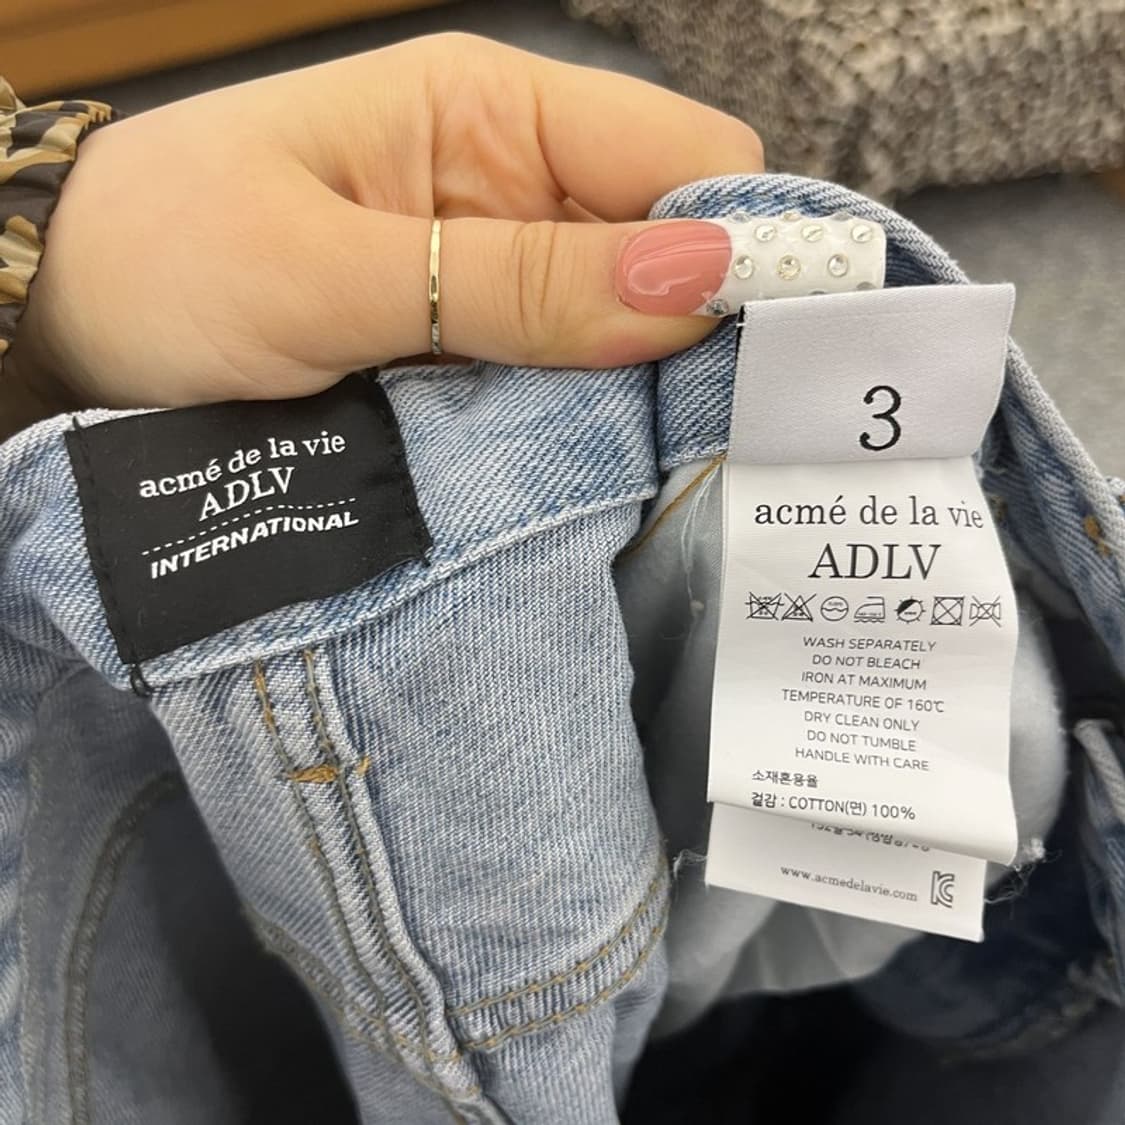 acmé de la vie
ADLV
INTERNATIONAL
3
acmé de la vie
ADLV
WASH SEPARATELY
DO NOT BLEACH
IRON AT MAXIMUM
TEMPERATURE OF 160℃
DRY CLEAN ONLY
DO NOT TUMBLE
HANDLE WITH CARE
소재혼용율
겉감 : COTTON(면) 100%
www.acmedelavie.com